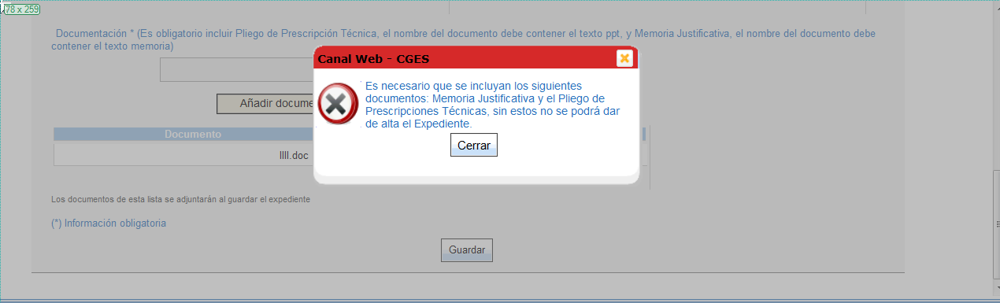 78 x 259
Documentación * (Es obligatorio incluir Pliego de Prescripción Técnica, el nombre del documento debe contener el texto ppt, y Memoria Justificativa, el nombre del documento debe
contener el texto memoria)
Canal Web - CGES
Es necesario que se incluyan los siguientes
documentos: Memoria Justificativa y el Pliego de
Prescripciones Técnicas, sin estos no se podrá dar
de alta el Expediente.
Cerrar
Añadir docume
Documento
llll.doc
Los documentos de esta lista se adjuntarán al guardar el expediente
(*) Información obligatoria
Guardar